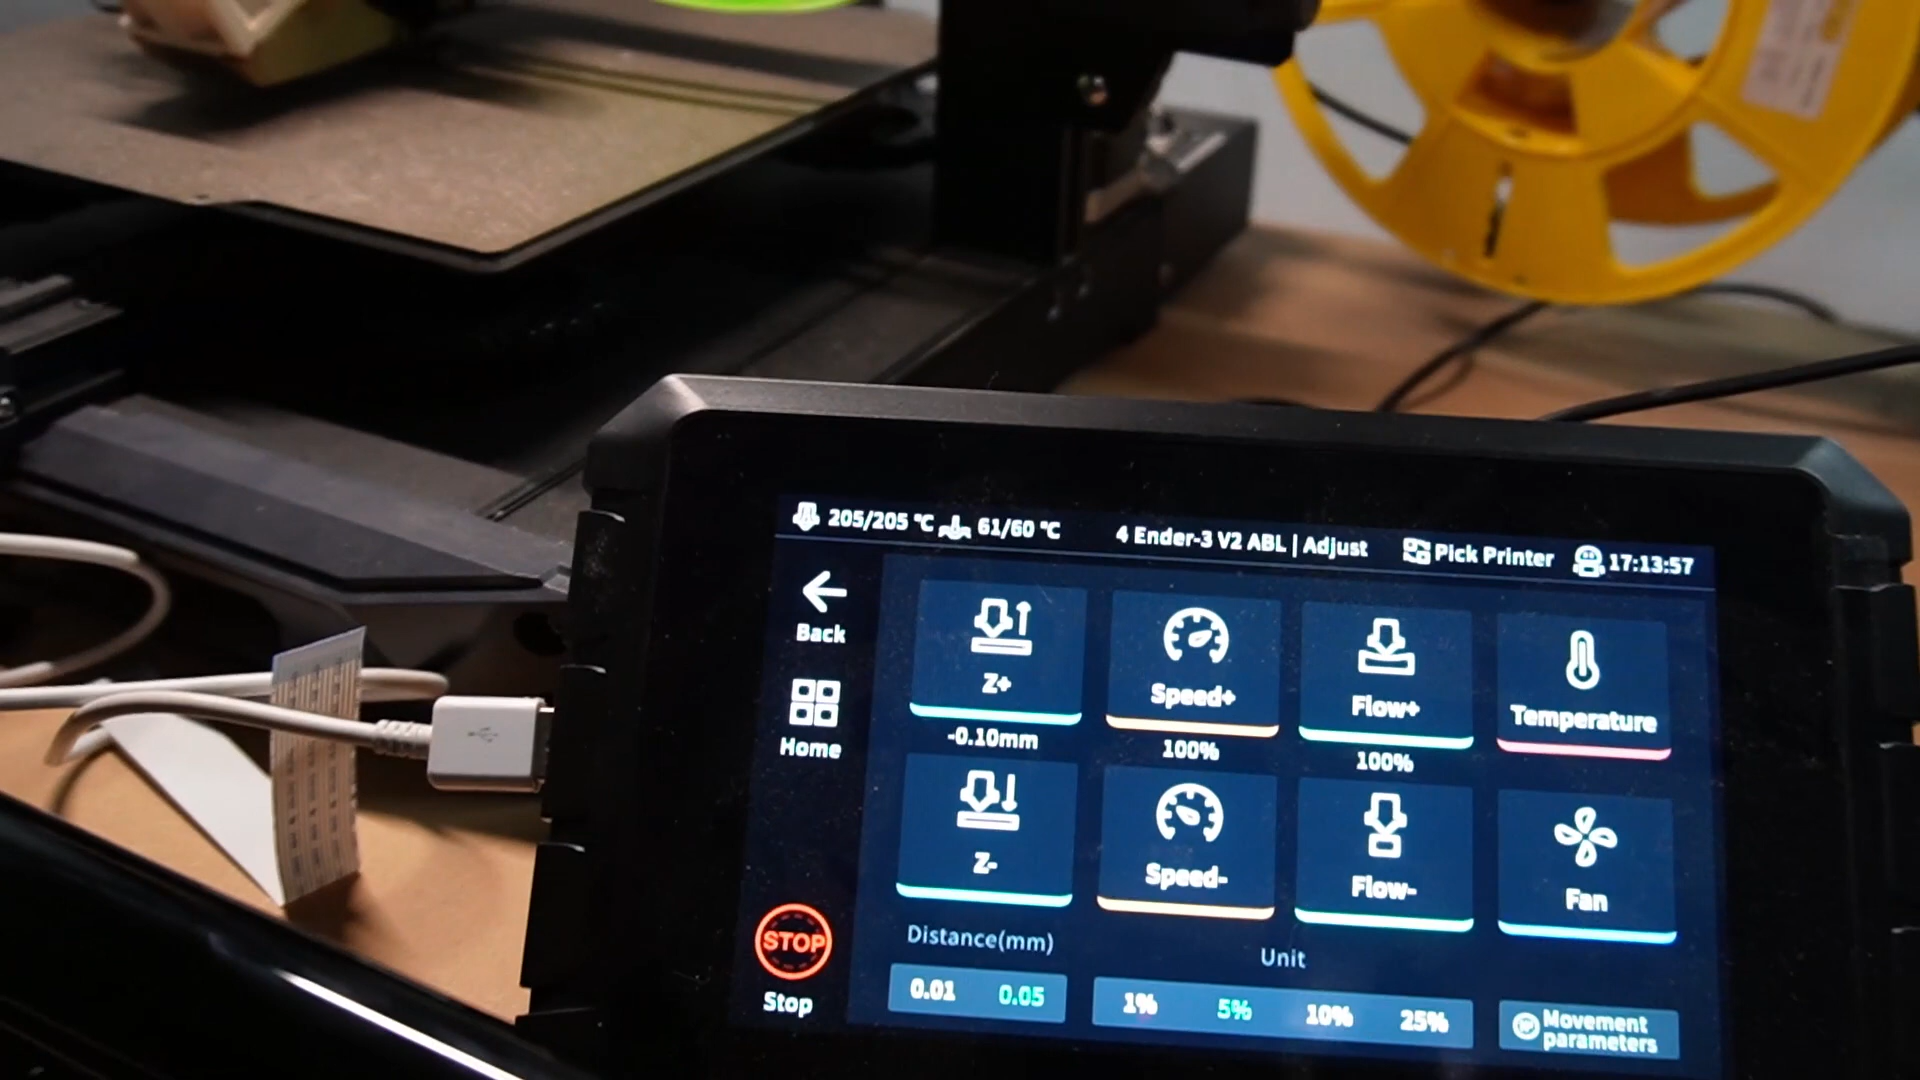 205/205 ℃ 61/60 ℃ 4 Ender-3 V2 ABL | Adjust Pick Printer 17:13:57
Back
Home
STOP
Stop
Z+
Speed+
Flow+
Temperature
-0.10mm
100%
100%
Z-
Speed-
Flow-
Fan
Distance(mm)
Unit
0.01 0.05
1% 5% 10% 25%
Movement
parameters